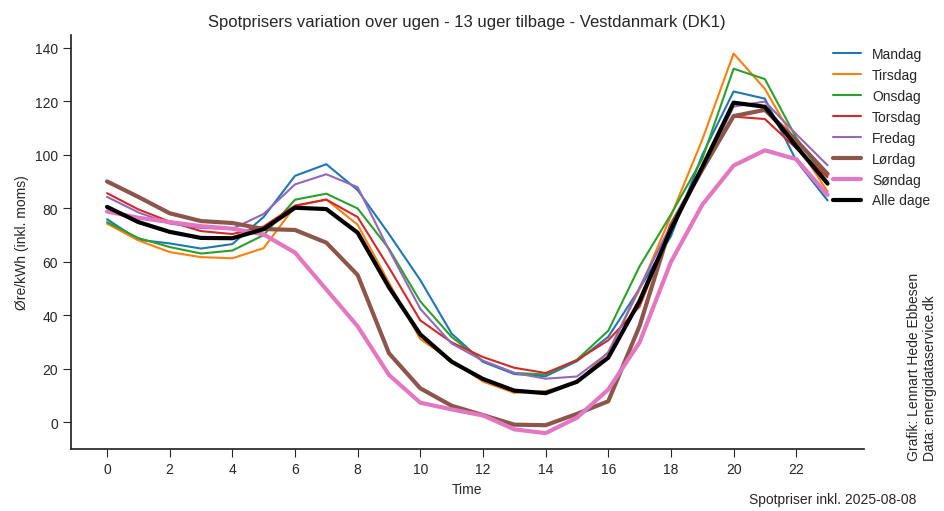 Spotprisers variation over ugen - 13 uger tilbage - Vestdanmark (DK1)
Øre/kWh (inkl. moms)
140
120
100
80
60
40
20
0
0 2 4 6 8 10 12 14 16 18 20 22
Time
Mandag
Tirsdag
Onsdag
Torsdag
Fredag
Lørdag
Søndag
Alle dage
Grafik: Lennart Hede Ebbesen
Data: energidataservice.dk
Spotpriser inkl. 2025-08-08